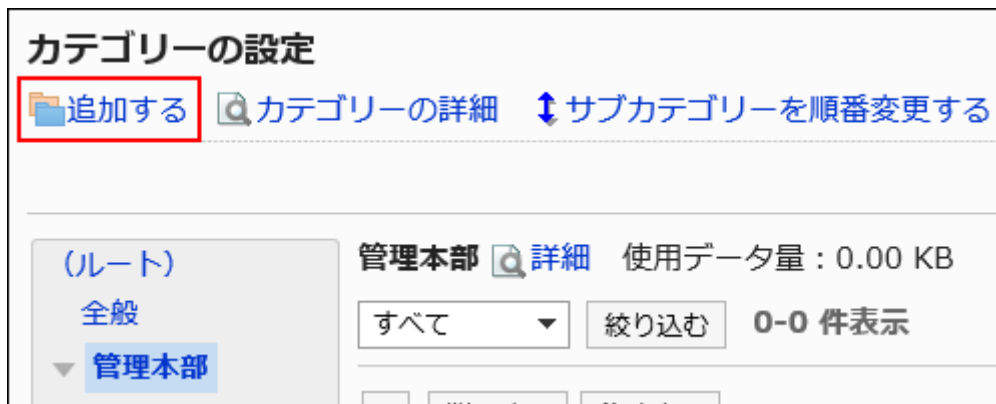 カテゴリーの設定
追加する カテゴリーの詳細 サブカテゴリーを順番変更する
(ルート)
全般
管理本部
管理本部 詳細 使用データ量 : 0.00 KB
すべて 絞り込む 0-0 件表示